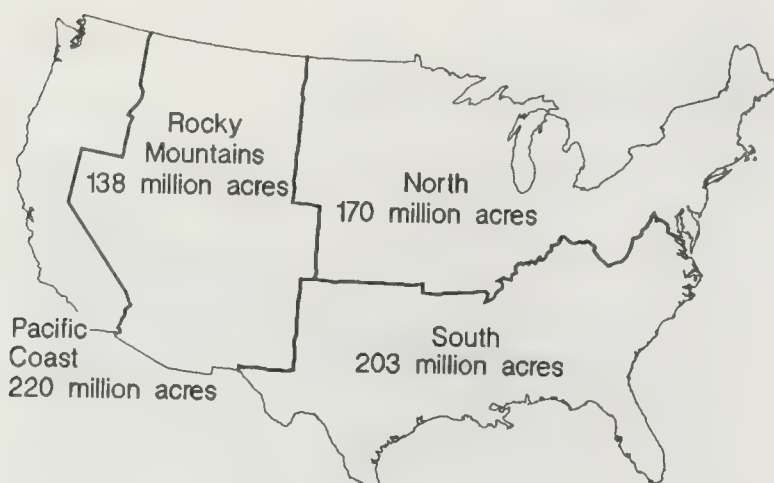 Rocky
Mountains
138 million acres
North
170 million acres
Pacific
Coast
220 million acres
South
203 million acres